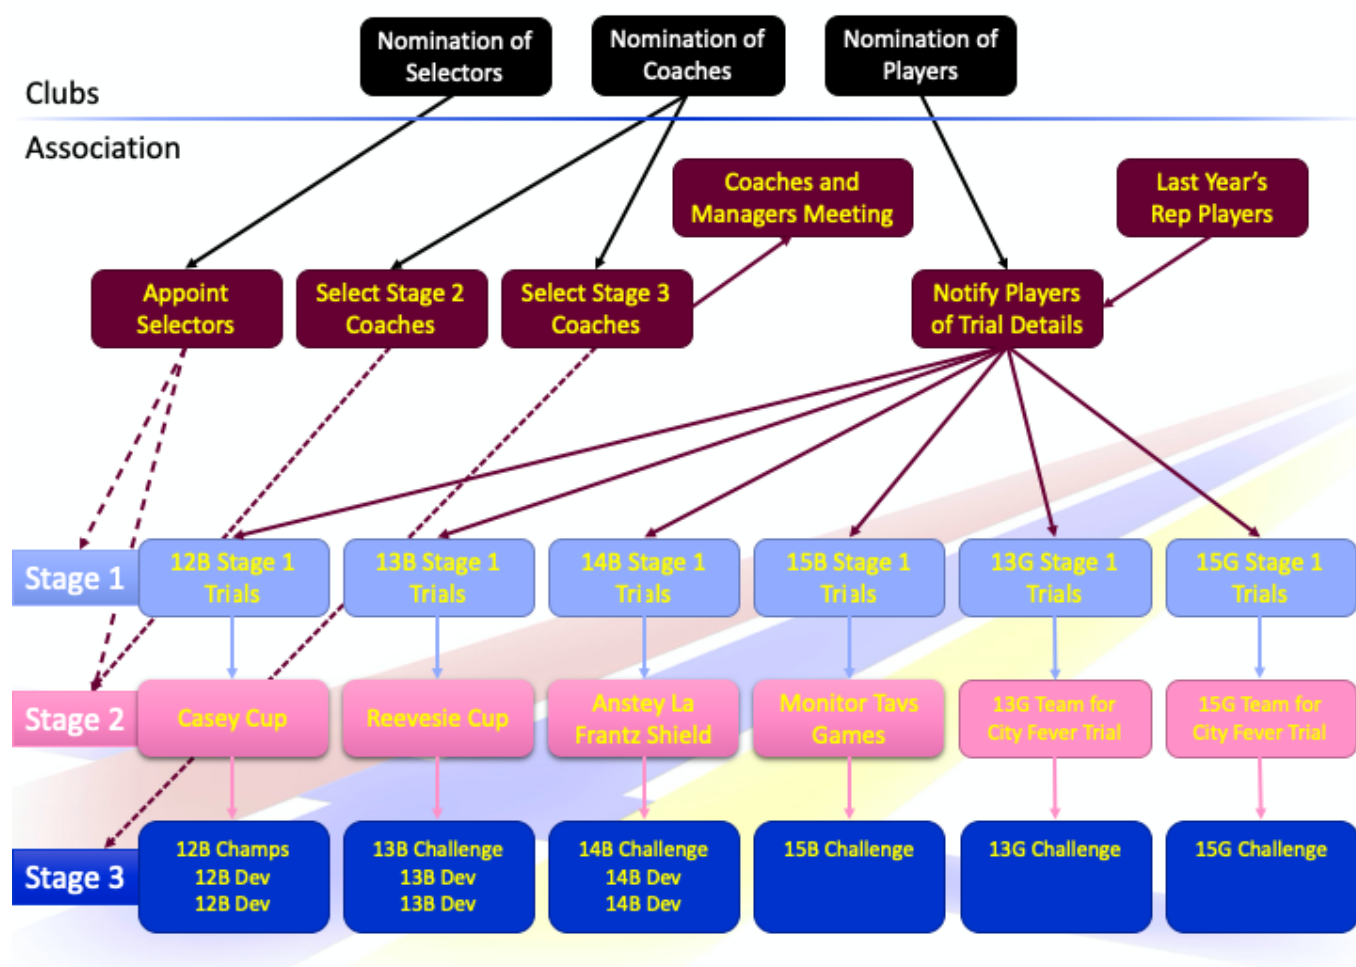 Nomination of
Selectors
Nomination of
Coaches
Nomination of
Players
Clubs
Association
Coaches and
Managers Meeting
Last Year's
Rep Players
Appoint
Selectors
Select Stage 2
Coaches
Select Stage 3
Coaches
Notify Players
of Trial Details
Stage 1
12B Stage 1
Trials
13B Stage 1
Trials
14B Stage 1
Trials
15B Stage 1
Trials
13G Stage 1
Trials
15G Stage 1
Trials
Stage 2
Casey Cup
Reevesie Cup
Anstey La
Frantz Shield
Monitor Tavs
Games
13G Team for
City Fever Trial
15G Team for
City Fever Trial
Stage 3
12B Champs
12B Dev
12B Dev
13B Challenge
13B Dev
13B Dev
14B Challenge
14B Dev
14B Dev
15B Challenge
13G Challenge
15G Challenge